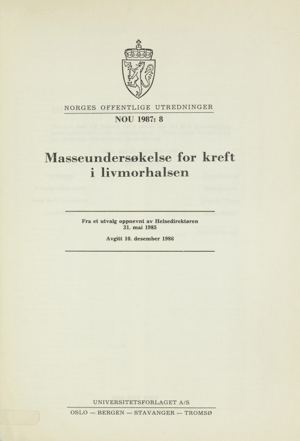 NORGES OFFENTLIGE UTREDNINGER
NOU 1987: 8
Masseundersøkelse for kreft
i livmorhalsen
Fra et utvalg oppnevnt av Helsedirektøren
31. mai 1985
Avgitt 10. desember 1986
UNIVERSITETSFORLAGET A/S
OSLO — BERGEN — STAVANGER — TROMSØ